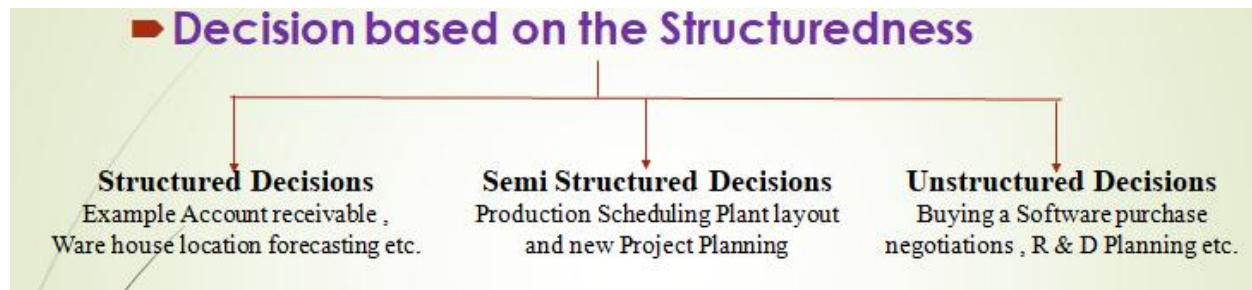 Decision based on the Structuredness
Structured Decisions
Example Account receivable ,
Ware house location forecasting etc.
Semi Structured Decisions
Production Scheduling Plant layout
and new Project Planning
Unstructured Decisions
Buying a Software purchase
negotiations , R & D Planning etc.